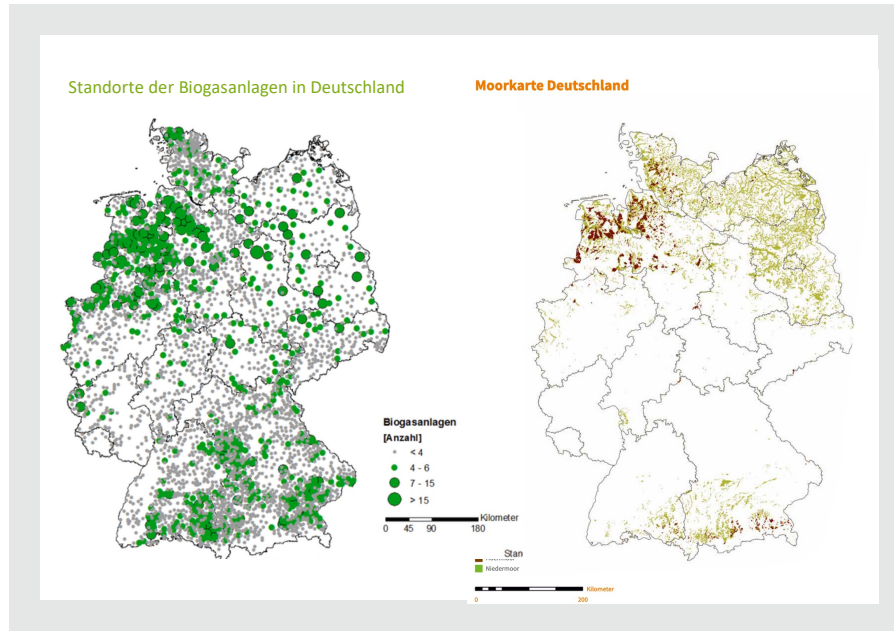 Standorte der Biogasanlagen in Deutschland
Moorkarte Deutschland
Biogasanlagen
[Anzahl]
< 4
4 - 6
7 - 15
> 15
Kilometer
0 45 90 180
Stan
Niedermoor
Kilometer
0 200